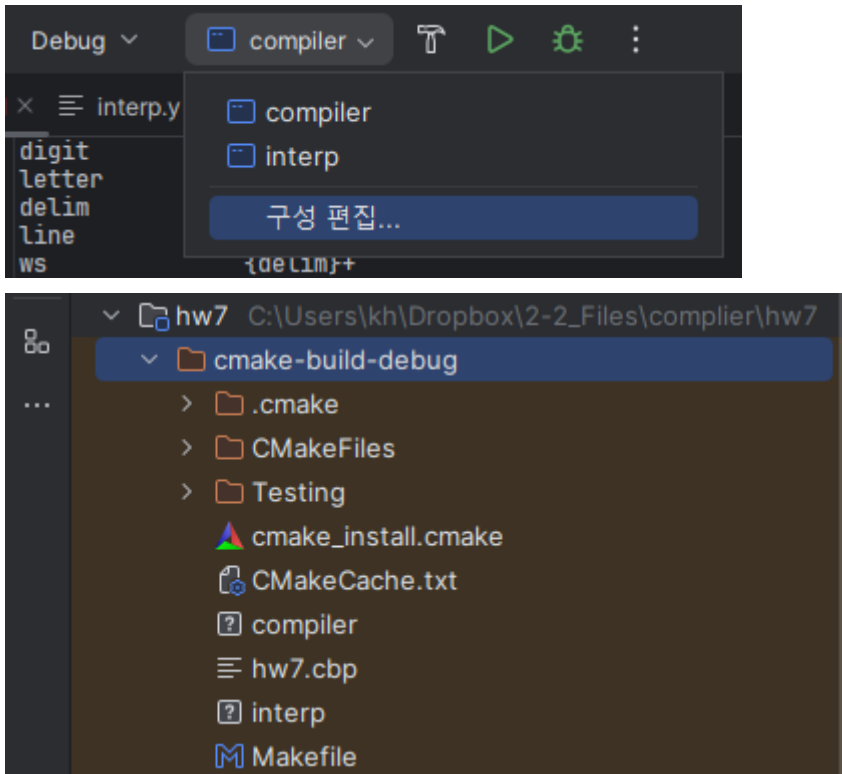 Debug compiler
interp.y
compiler
interp
구성 편집...
digit
letter
delim
line
ws {delim}+
hw7 C:\Users\kh\Dropbox\2-2_Files\complier\hw7
cmake-build-debug
.cmake
CMakeFiles
Testing
cmake_install.cmake
CMakeCache.txt
compiler
hw7.cbp
interp
Makefile